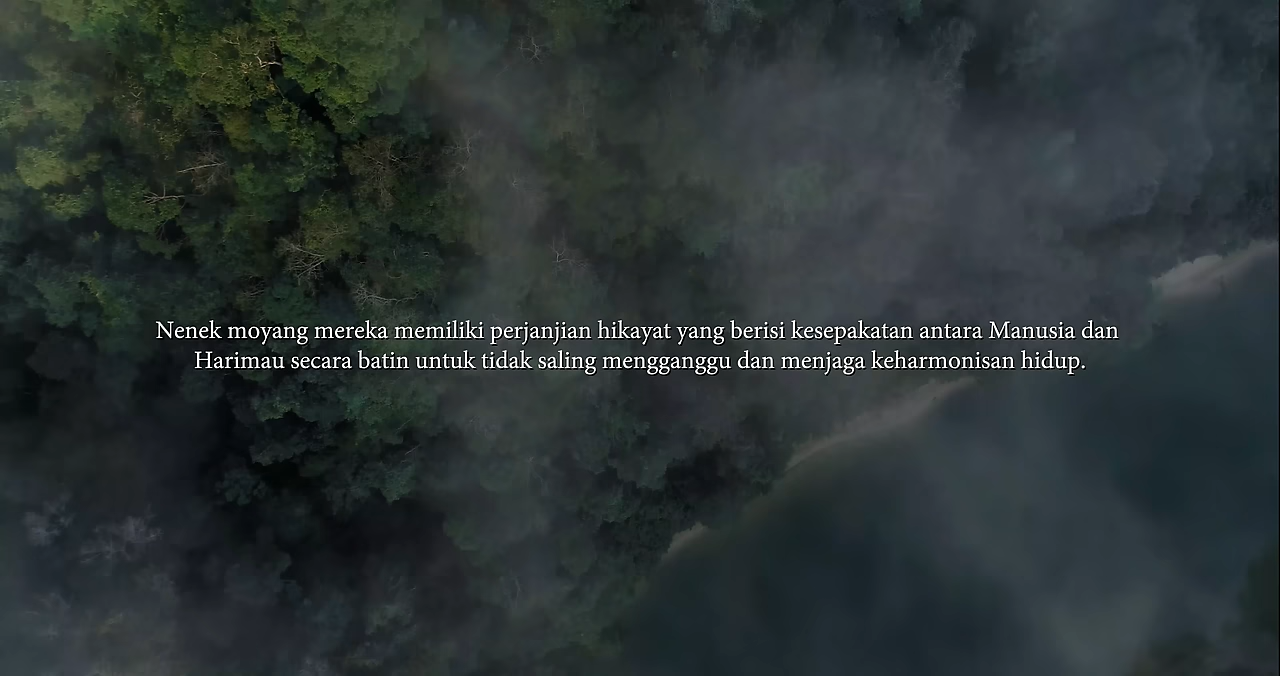 Nenek moyang mereka memiliki perjanjian hikayat yang berisi kesepakatan antara Manusia dan
Harimau secara batin untuk tidak saling mengganggu dan menjaga keharmonisan hidup.